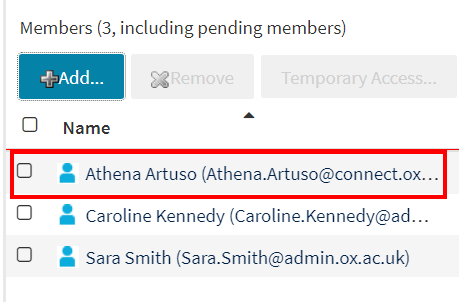 Members (3, including pending members)
Add... Remove Temporary Access...
Name
Athena Artuso (Athena.Artuso@connect.ox...
Caroline Kennedy (Caroline.Kennedy@ad...
Sara Smith (Sara.Smith@admin.ox.ac.uk)